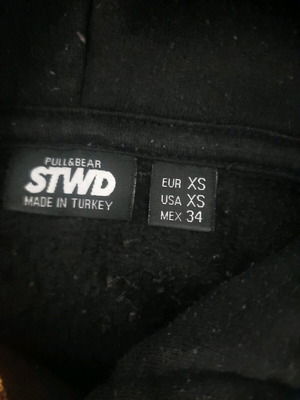 PULL&BEAR
STWD
MADE IN TURKEY
EUR XS
USA XS
MEX 34